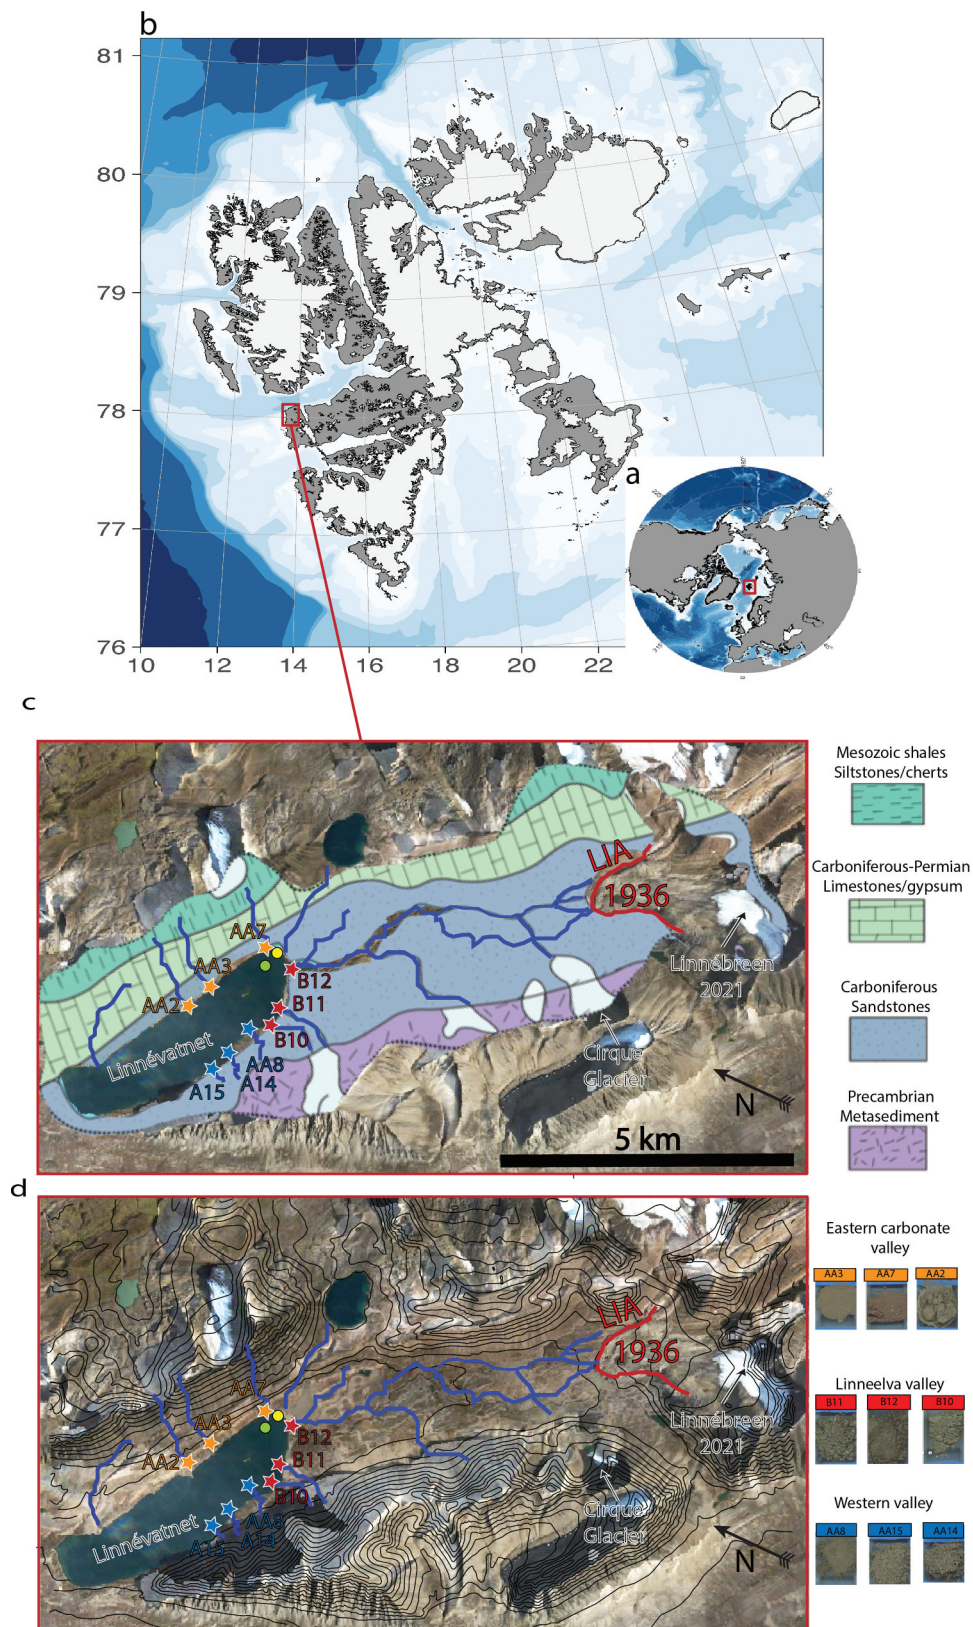 b
81
80
79
78
77
76
10
12
14
16
18
20
22
a
c
LIA
1936
AA7
AA3
AA2
B12
B11
B10
AA8
A14
A15
Linnévatnet
Linnébreen
2021
Cirque
Glacier
N
5 km
Mesozoic shales
Siltstones/cherts
Carboniferous-Permian
Limestones/gypsum
Carboniferous
Sandstones
Precambrian
Metasediment
d
LIA
1936
AA7
AA3
AA2
B12
B11
B10
AA8
A14
A15
Linnévatnet
Linnébreen
2021
Cirque
Glacier
N
Eastern carbonate
valley
AA3 AA7 AA2
Linneelva valley
B11 B12 B10
Western valley
AA8 AA15 AA14